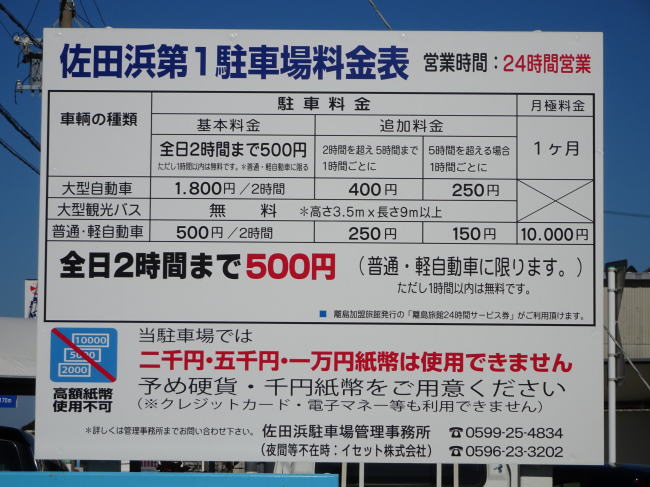 佐田浜第1駐車場料金表 営業時間：24時間営業
車輌の種類 駐車料金 月極料金
基本料金 追加料金 1ヶ月
全日2時間まで500円 2時間を超え5時間まで 5時間を超える場合
ただし1時間以内は無料です。＊普通・軽自動車に限る 1時間ごとに 1時間ごとに
大型自動車 1.800円／2時間 400円 250円
大型観光バス 無料 ＊高さ3.5m x 長さ9m以上
普通・軽自動車 500円／2時間 250円 150円 10.000円
全日2時間まで500円（普通・軽自動車に限ります。）
ただし1時間以内は無料です。
■ 離島加盟旅館発行の「離島旅館24時間サービス券」がご利用頂けます。
10000
5000
2000
高額紙幣
使用不可
当駐車場では
二千円・五千円・一万円紙幣は使用できません
予め硬貨・千円紙幣をご用意ください
（※クレジットカード・電子マネー等も利用できません）
＊詳しくは管理事務所までお問い合わせ下さい。 佐田浜駐車場管理事務所 ☎0599-25-4834
（夜間等不在時：イセット株式会社） ☎0596-23-3202